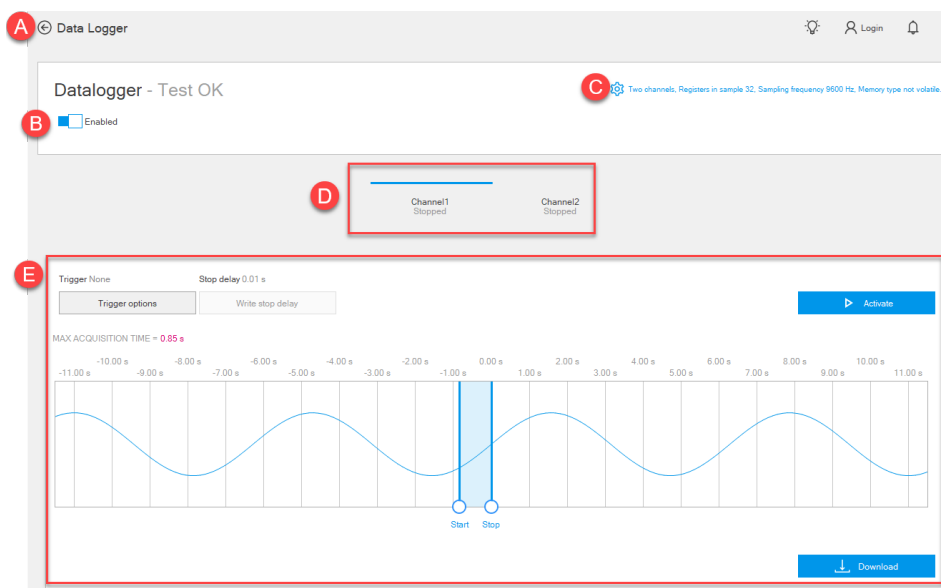 A
Data Logger
Login
Datalogger - Test OK
C
Two channels, Registers in sample 32, Sampling frequency 9600 Hz, Memory type not volatile.
B
Enabled
D
Channel1
Stopped
Channel2
Stopped
E
Trigger None
Stop delay 0.01 s
Trigger options
Write stop delay
Activate
MAX ACQUISITION TIME = 0.85 s
-10.00 s -8.00 s -6.00 s -4.00 s -2.00 s 0.00 s 2.00 s 4.00 s 6.00 s 8.00 s 10.00 s
-11.00 s -9.00 s -7.00 s -5.00 s -3.00 s -1.00 s 1.00 s 3.00 s 5.00 s 7.00 s 9.00 s 11.00 s
Start Stop
Download